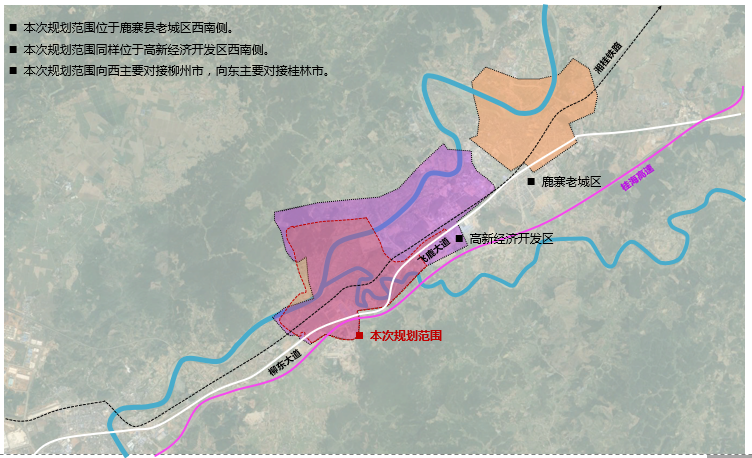 ■ 本次规划范围位于鹿寨县老城区西南侧。
■ 本次规划范围同样位于高新经济开发区西南侧。
■ 本次规划范围向西主要对接柳州市，向东主要对接桂林市。
湘桂铁路
■ 鹿寨老城区
桂海高速
■ 高新经济开发区
飞鹿大道
■ 本次规划范围
柳东大道